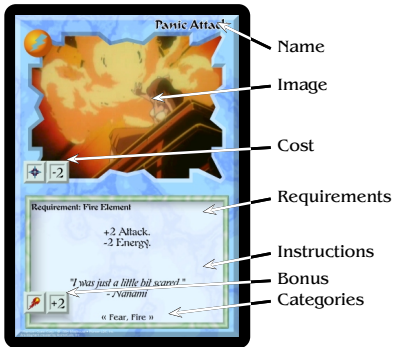 Panic Attack
Name
Image
Cost
-2
Requirements
Requirement: Fire Element
+2 Attack.
-2 Energy.
Instructions
"I was just a little bit scared."
- Nanami
Bonus
+2
Categories
« Fear, Fire »